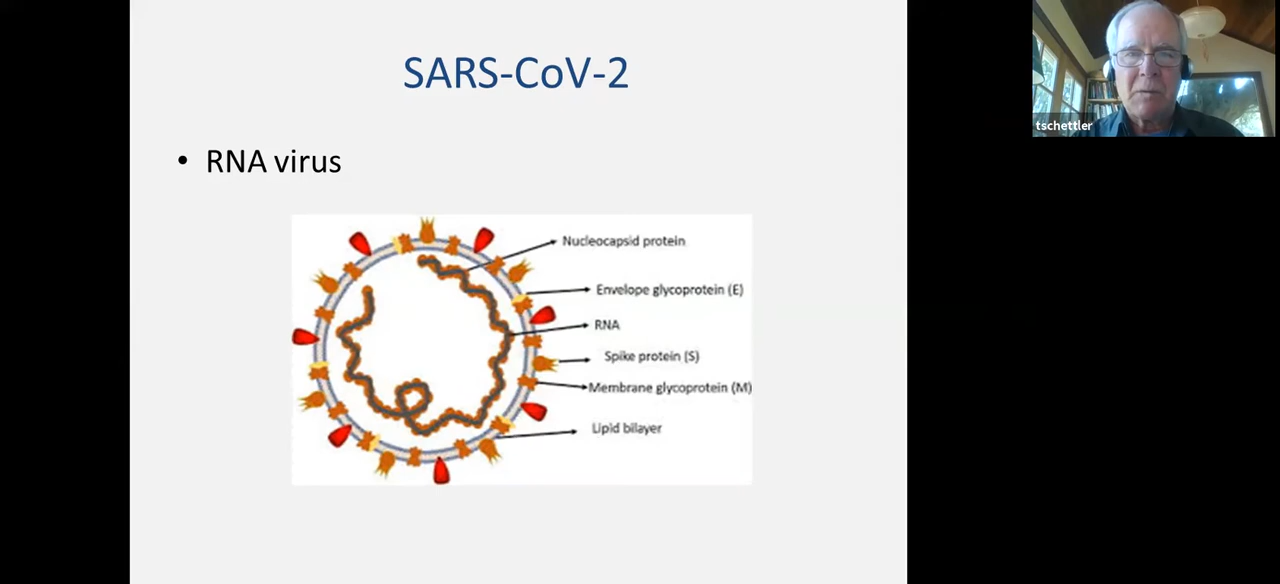 SARS-CoV-2
tschettler
• RNA virus
Nucleocapsid protein
Envelope glycoprotein (E)
RNA
Spike protein (S)
Membrane glycoprotein (M)
Lipid bilayer